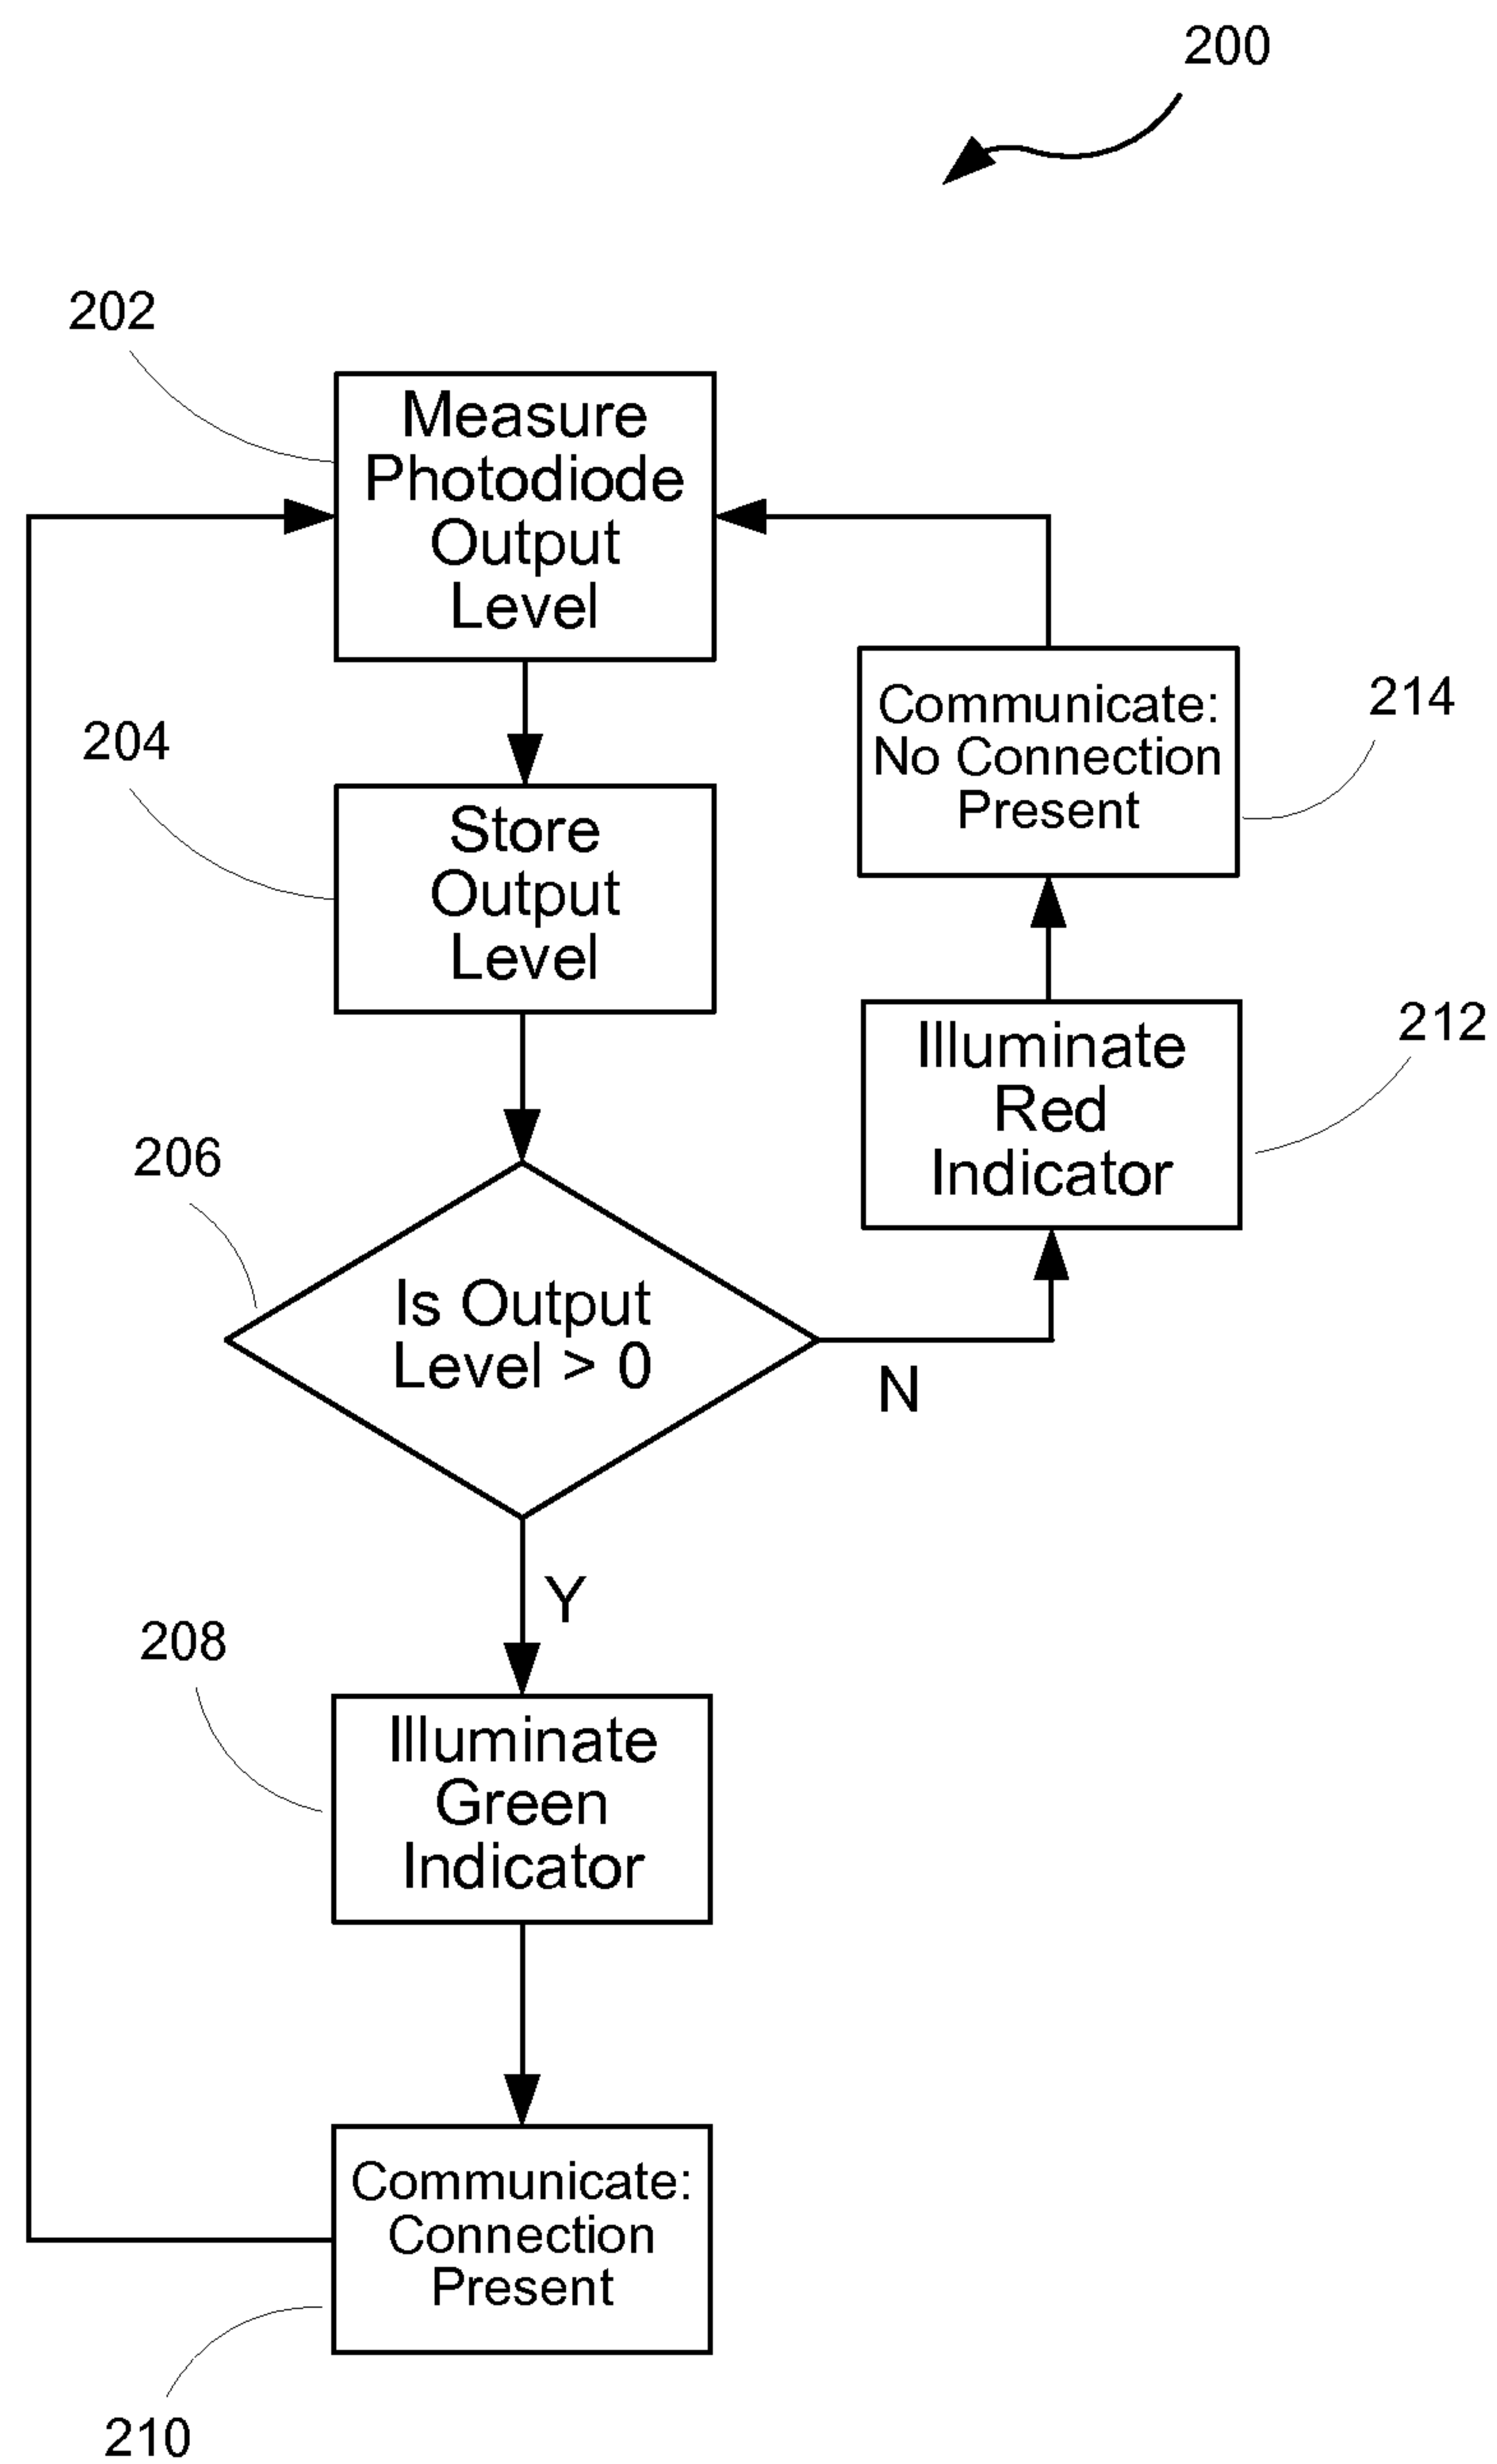 200
202
Measure
Photodiode
Output
Level
204
Store
Output
Level
214
Communicate:
No Connection
Present
212
Illuminate
Red
Indicator
206
Is Output
Level > 0
N
Y
208
Illuminate
Green
Indicator
Communicate:
Connection
Present
210